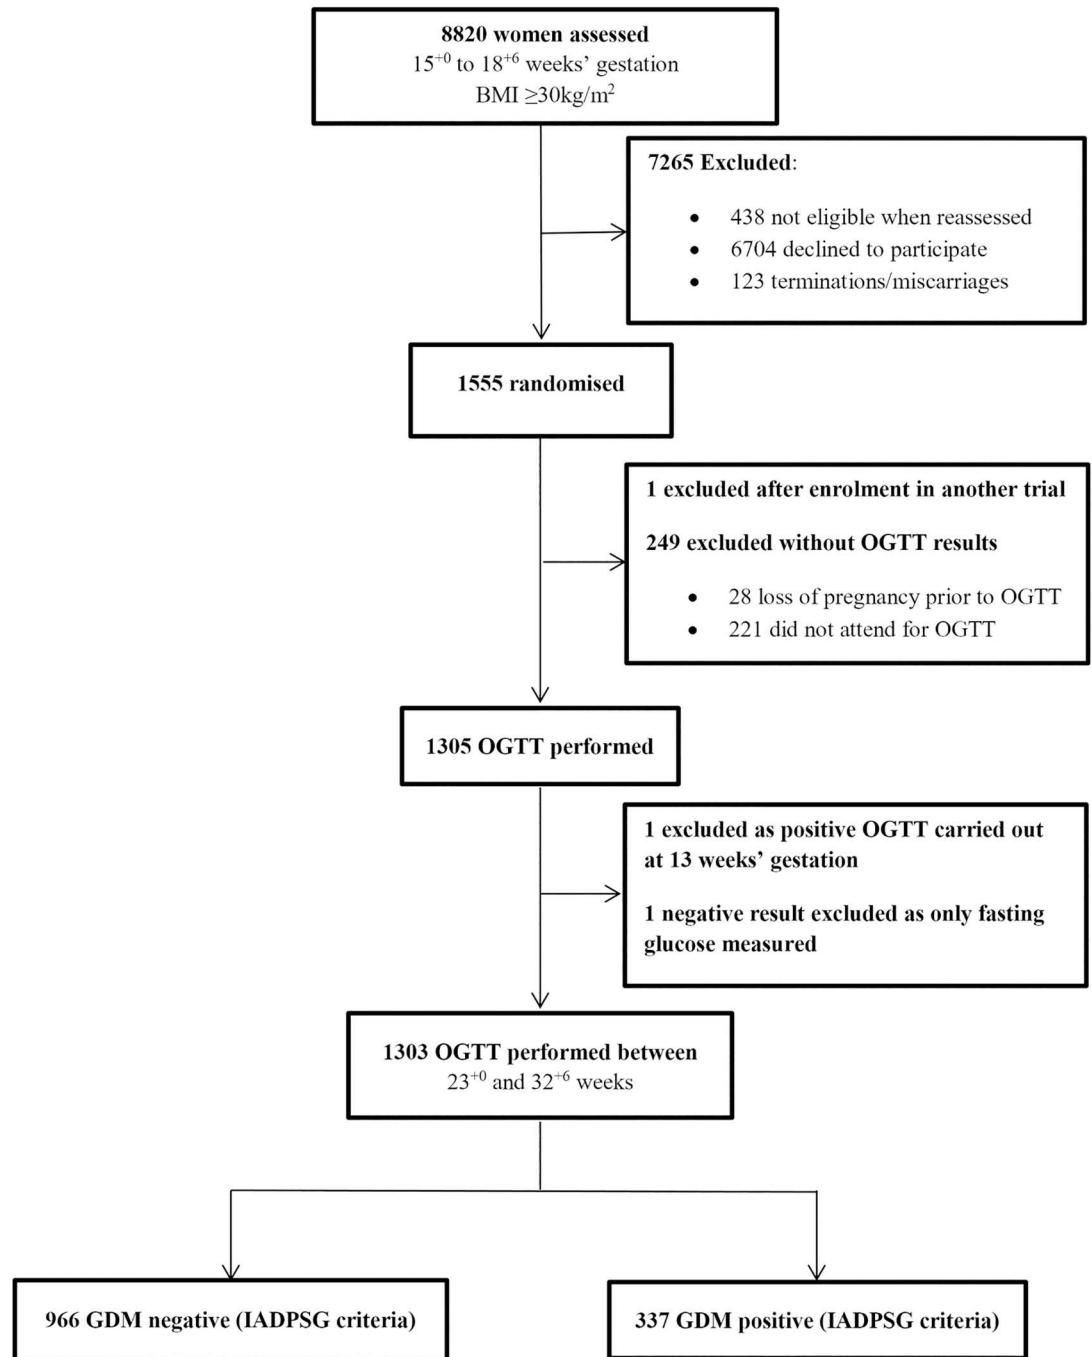 8820 women assessed
15⁺⁰ to 18⁺⁶ weeks’ gestation
BMI ≥30kg/m²
7265 Excluded:
• 438 not eligible when reassessed
• 6704 declined to participate
• 123 terminations/miscarriages
1555 randomised
1 excluded after enrolment in another trial
249 excluded without OGTT results
• 28 loss of pregnancy prior to OGTT
• 221 did not attend for OGTT
1305 OGTT performed
1 excluded as positive OGTT carried out
at 13 weeks’ gestation
1 negative result excluded as only fasting
glucose measured
1303 OGTT performed between
23⁺⁰ and 32⁺⁶ weeks
966 GDM negative (IADPSG criteria)
337 GDM positive (IADPSG criteria)